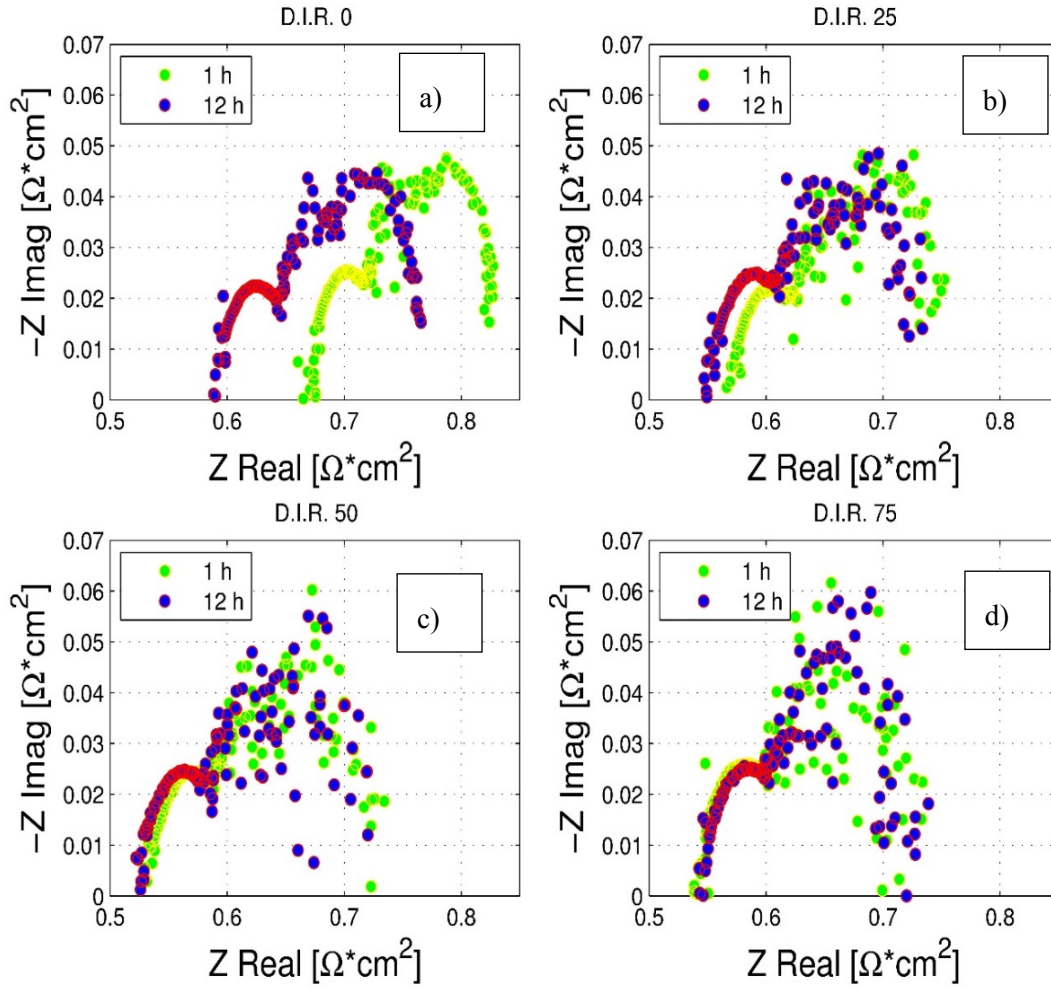 D.I.R. 0
0.07
0.06
0.05
0.04
0.03
0.02
0.01
0
0.5
0.6
0.7
0.8
−Z Imag [Ω*cm²]
Z Real [Ω*cm²]
1 h
12 h
a)
D.I.R. 25
0.07
0.06
0.05
0.04
0.03
0.02
0.01
0
0.5
0.6
0.7
0.8
−Z Imag [Ω*cm²]
Z Real [Ω*cm²]
1 h
12 h
b)
D.I.R. 50
0.07
0.06
0.05
0.04
0.03
0.02
0.01
0
0.5
0.6
0.7
0.8
−Z Imag [Ω*cm²]
Z Real [Ω*cm²]
1 h
12 h
c)
D.I.R. 75
0.07
0.06
0.05
0.04
0.03
0.02
0.01
0
0.5
0.6
0.7
0.8
−Z Imag [Ω*cm²]
Z Real [Ω*cm²]
1 h
12 h
d)